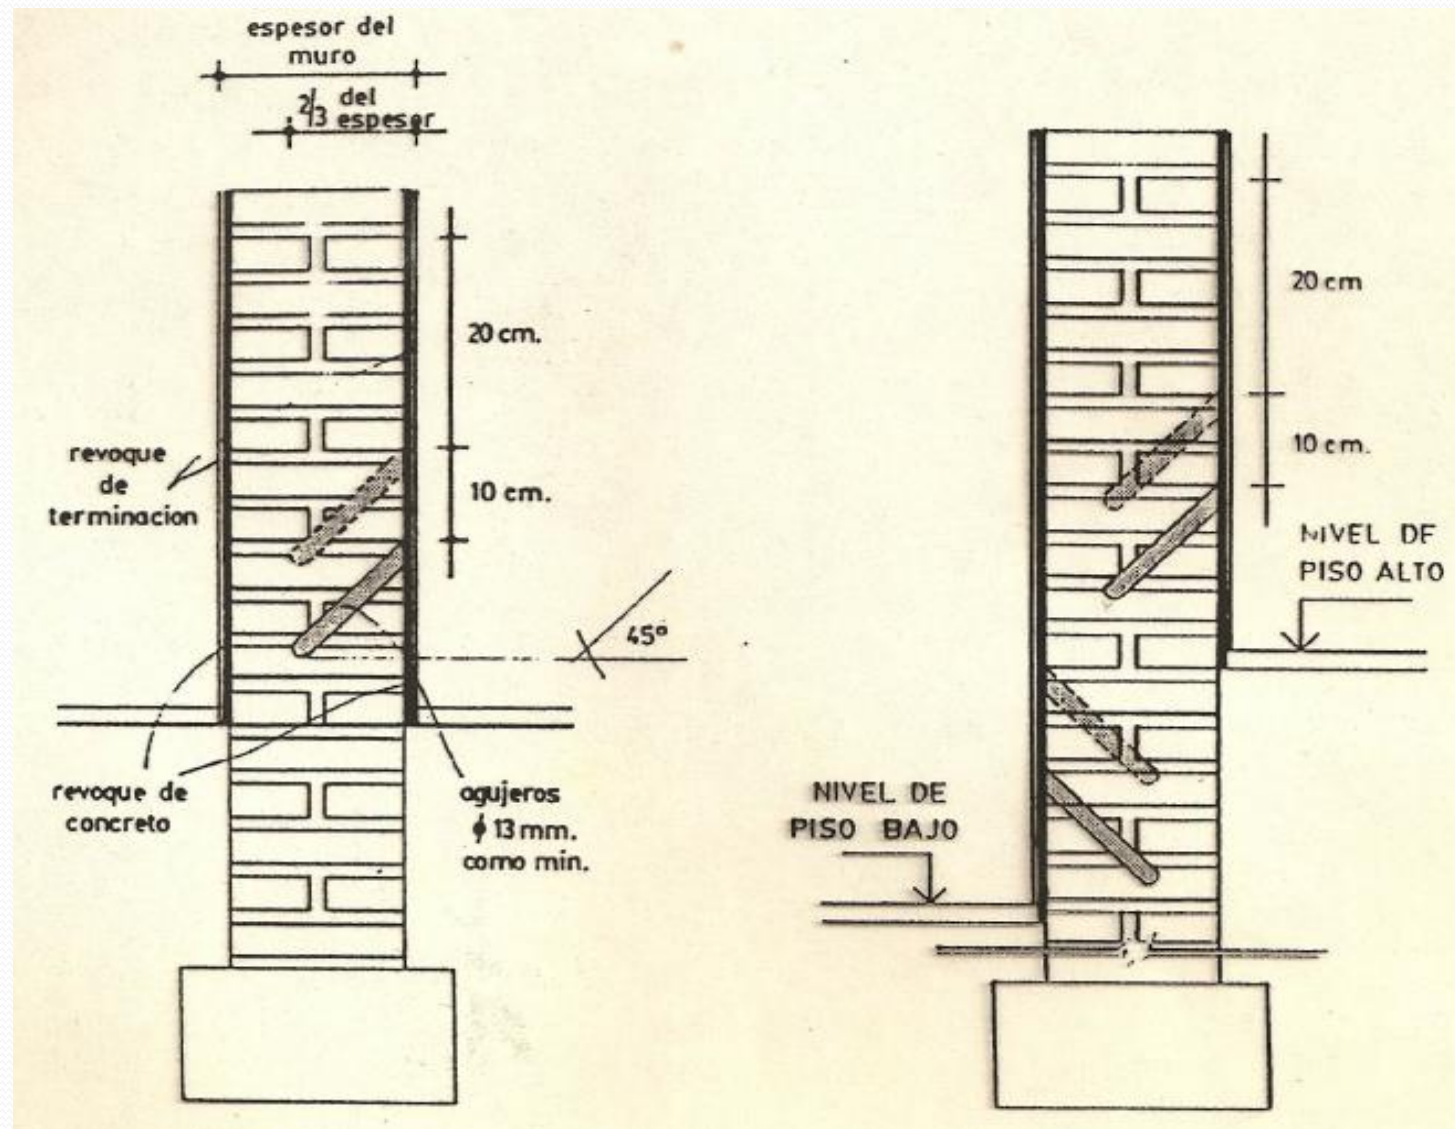 espesor del
muro
2/3 del
espesor
20 cm.
10 cm.
revoque
de
terminacion
45°
revoque de
concreto
agujeros
ϕ 13 mm.
como min.
20 cm
10 cm.
NIVEL DE
PISO ALTO
NIVEL DE
PISO BAJO